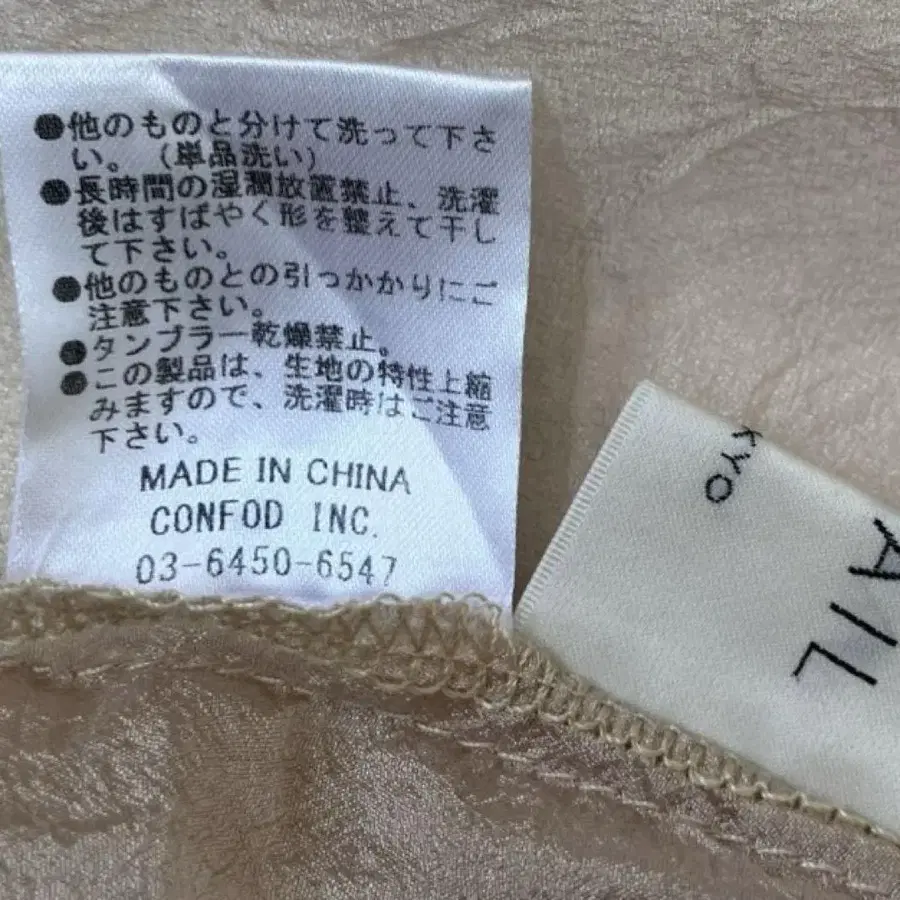 ●他のものと分けて洗って下さ
い。（単品洗い）
●長時間の湿潤放置禁止、洗濯
後はすばやく形を整えて干し
て下さい。
●他のものとの引っかかりにご
注意下さい。
●タンブラー乾燥禁止。
●この製品は、生地の特性上縮
みますので、洗濯時はご注意
下さい。
MADE IN CHINA
CONFOD INC.
03-6450-6547
KYO
AIL